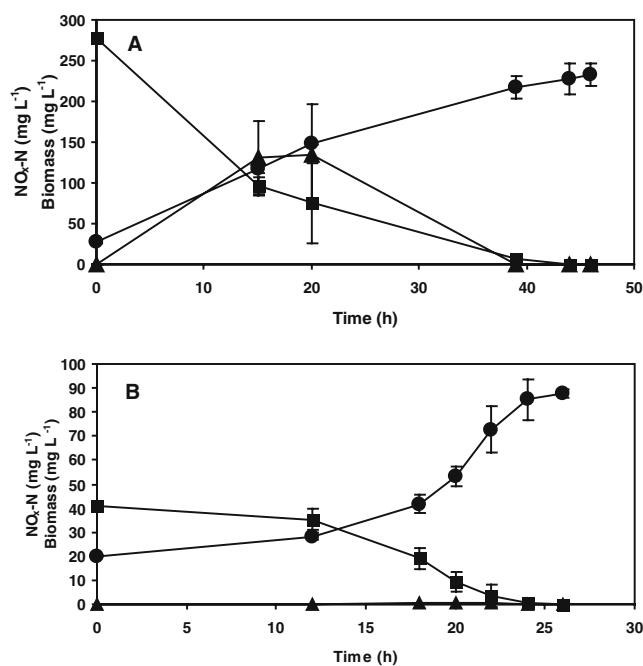 300
250
200
150
100
50
0
A
NOx-N (mg L-1)
Biomass (mg L-1)
0 10 20 30 40 50
Time (h)
100
90
80
70
60
50
40
30
20
10
0
B
NOx-N (mg L-1)
Biomass (mg L-1)
0 5 10 15 20 25 30
Time (h)